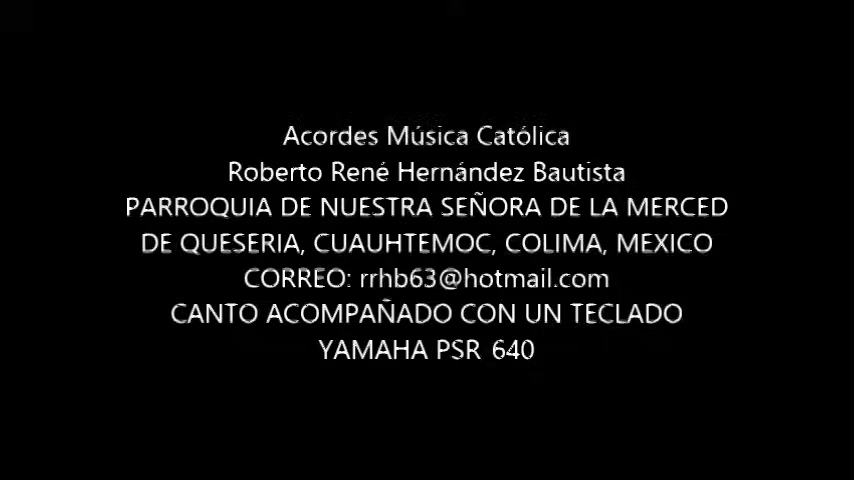 Acordes Música Católica
Roberto René Hernández Bautista
PARROQUIA DE NUESTRA SEÑORA DE LA MERCED
DE QUESERIA, CUAUHTEMOC, COLIMA, MEXICO
CORREO: rrhb63@hotmail.com
CANTO ACOMPAÑADO CON UN TECLADO
YAMAHA PSR 640